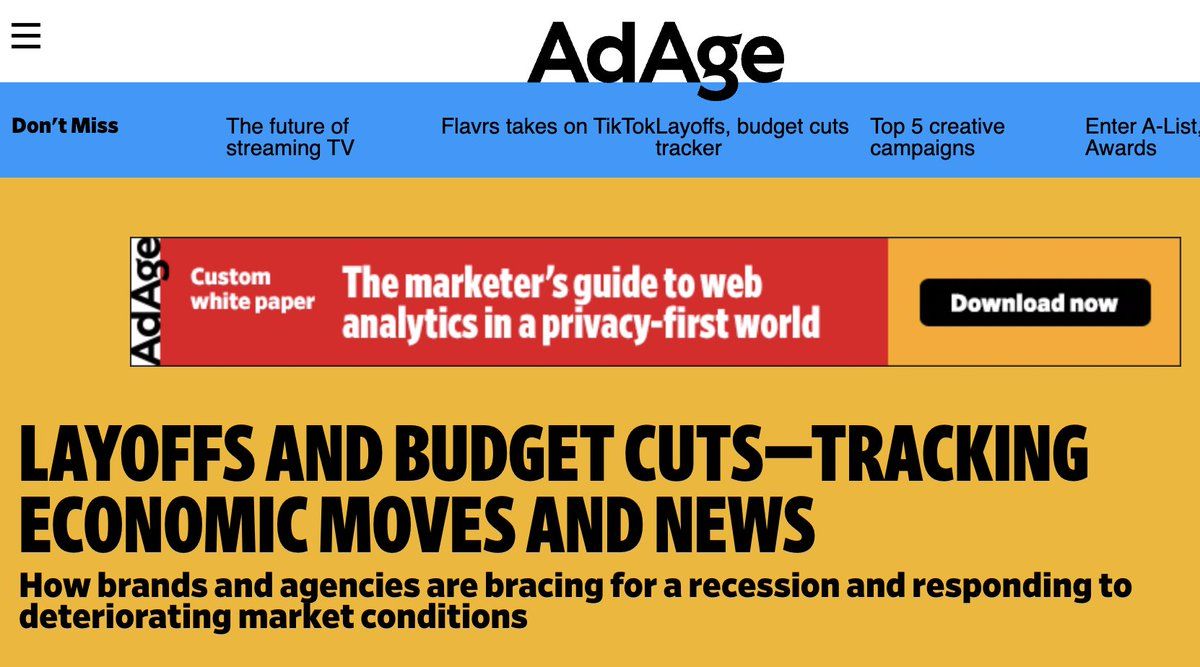 AdAge
Don't Miss
The future of
streaming TV
Flavrs takes on TikTok
Layoffs, budget cuts
tracker
Top 5 creative
campaigns
Enter A-List,
Awards
AdAge
Custom
white paper
The marketer's guide to web
analytics in a privacy-first world
Download now
LAYOFFS AND BUDGET CUTS—TRACKING
ECONOMIC MOVES AND NEWS
How brands and agencies are bracing for a recession and responding to
deteriorating market conditions